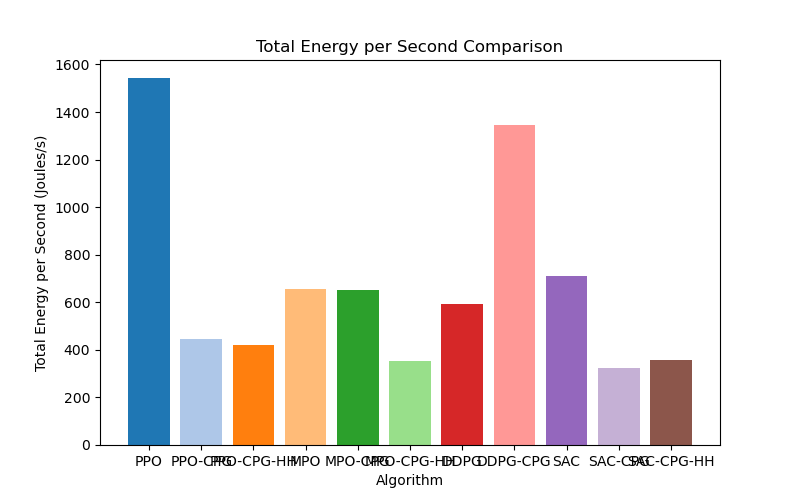 Total Energy per Second Comparison
Total Energy per Second (Joules/s)
1600
1400
1200
1000
800
600
400
200
0
PPO PPO-CPG PPO-CPG-HH MPO MPO-CPG MPO-CPG-HH DDPG DDPG-CPG SAC SAC-CPG SAC-CPG-HH
Algorithm